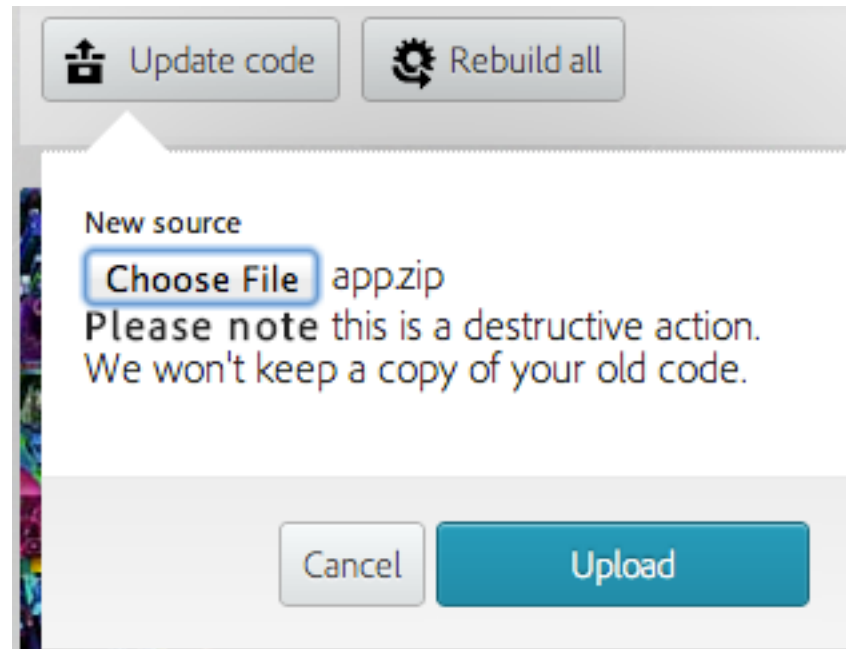 Update code Rebuild all
New source
Choose File app.zip
Please note this is a destructive action.
We won't keep a copy of your old code.
Cancel Upload